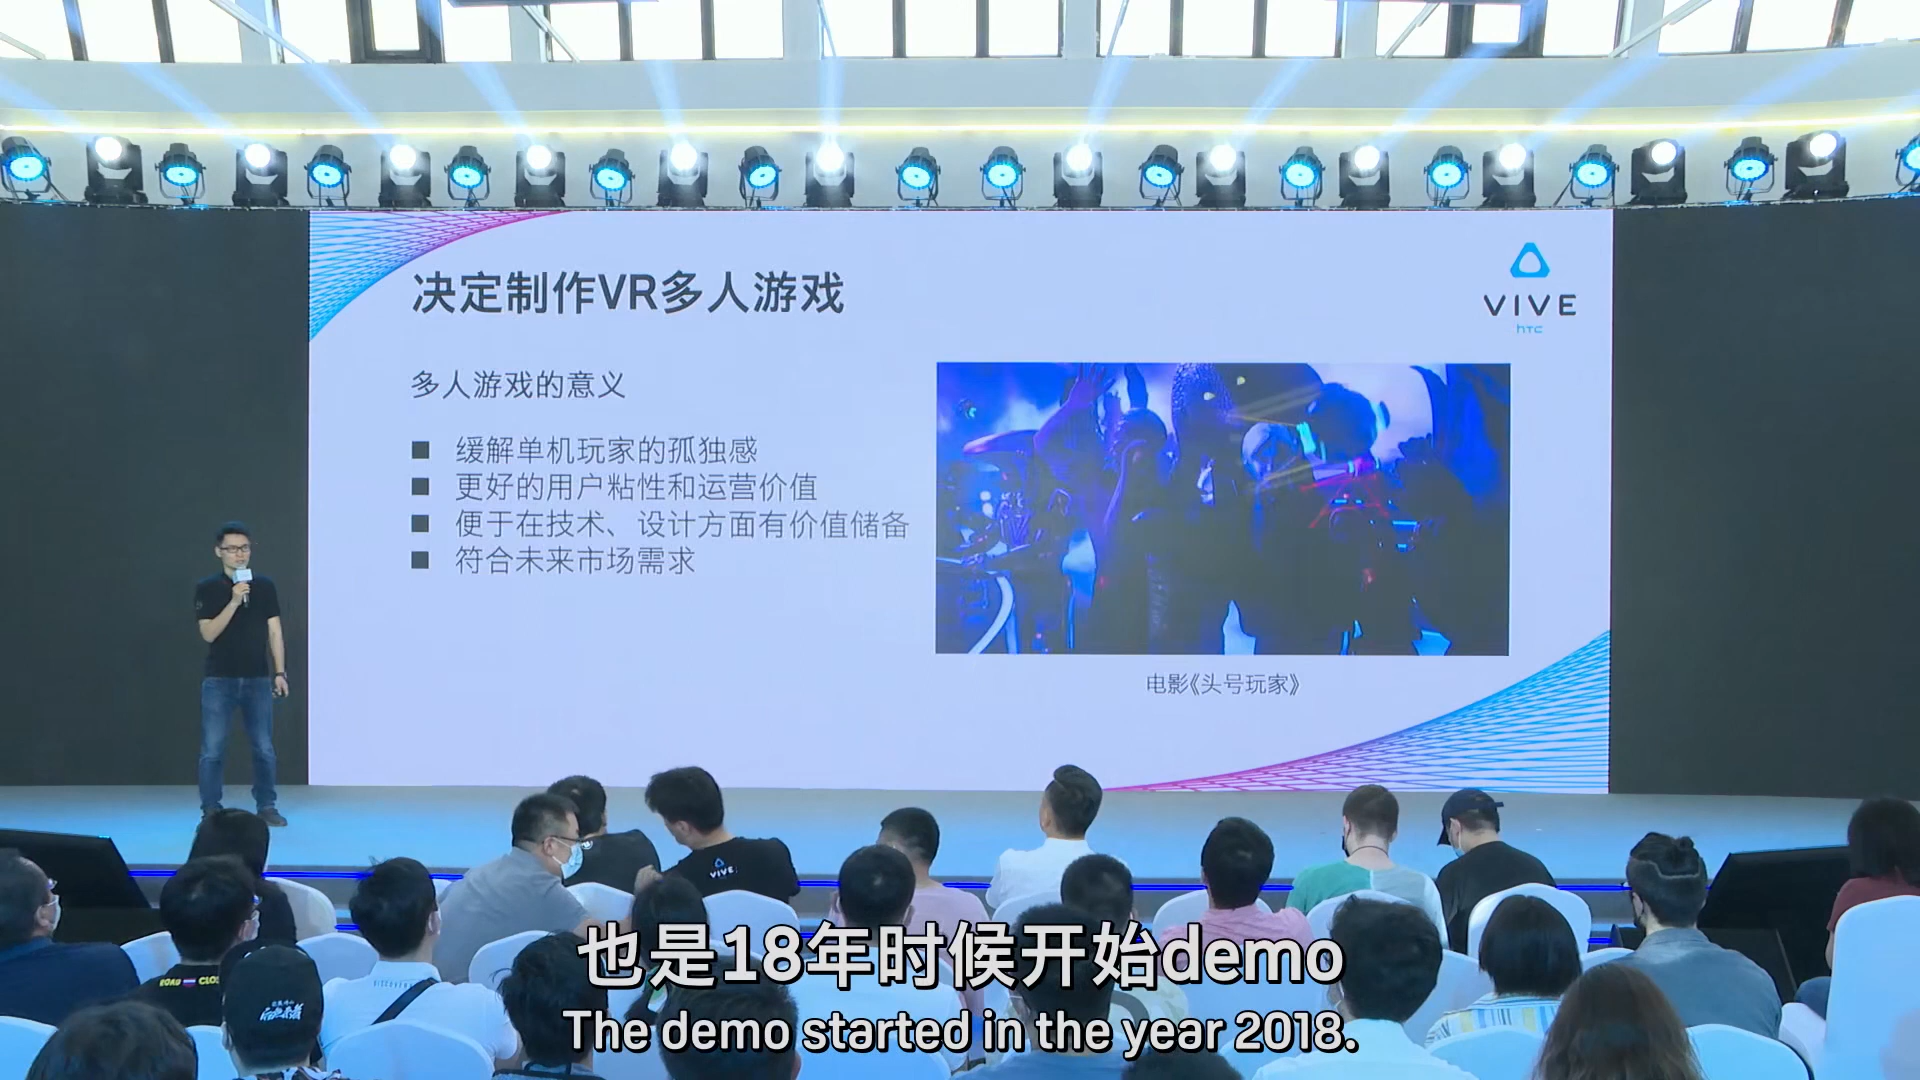 决定制作VR多人游戏
VIVE
hTC
多人游戏的意义
■ 缓解单机玩家的孤独感
■ 更好的用户粘性和运营价值
■ 便于在技术、设计方面有价值储备
■ 符合未来市场需求
电影《头号玩家》
VIVE
也是18年时候开始demo
The demo started in the year 2018.